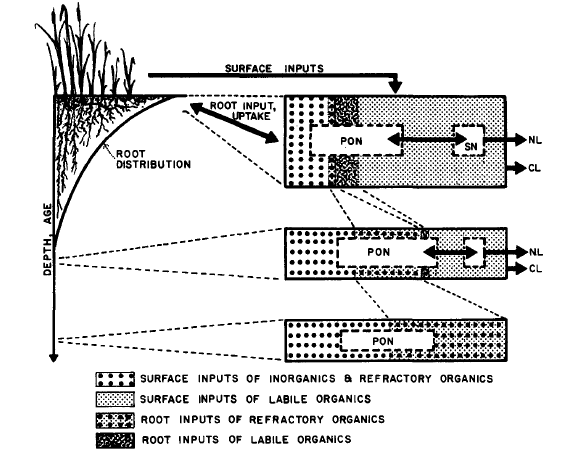 SURFACE INPUTS
ROOT INPUT,
UPTAKE
ROOT
DISTRIBUTION
DEPTH, AGE
PON
SN
NL
CL
PON
NL
CL
PON
SURFACE INPUTS OF INORGANICS & REFRACTORY ORGANICS
SURFACE INPUTS OF LABILE ORGANICS
ROOT INPUTS OF REFRACTORY ORGANICS
ROOT INPUTS OF LABILE ORGANICS